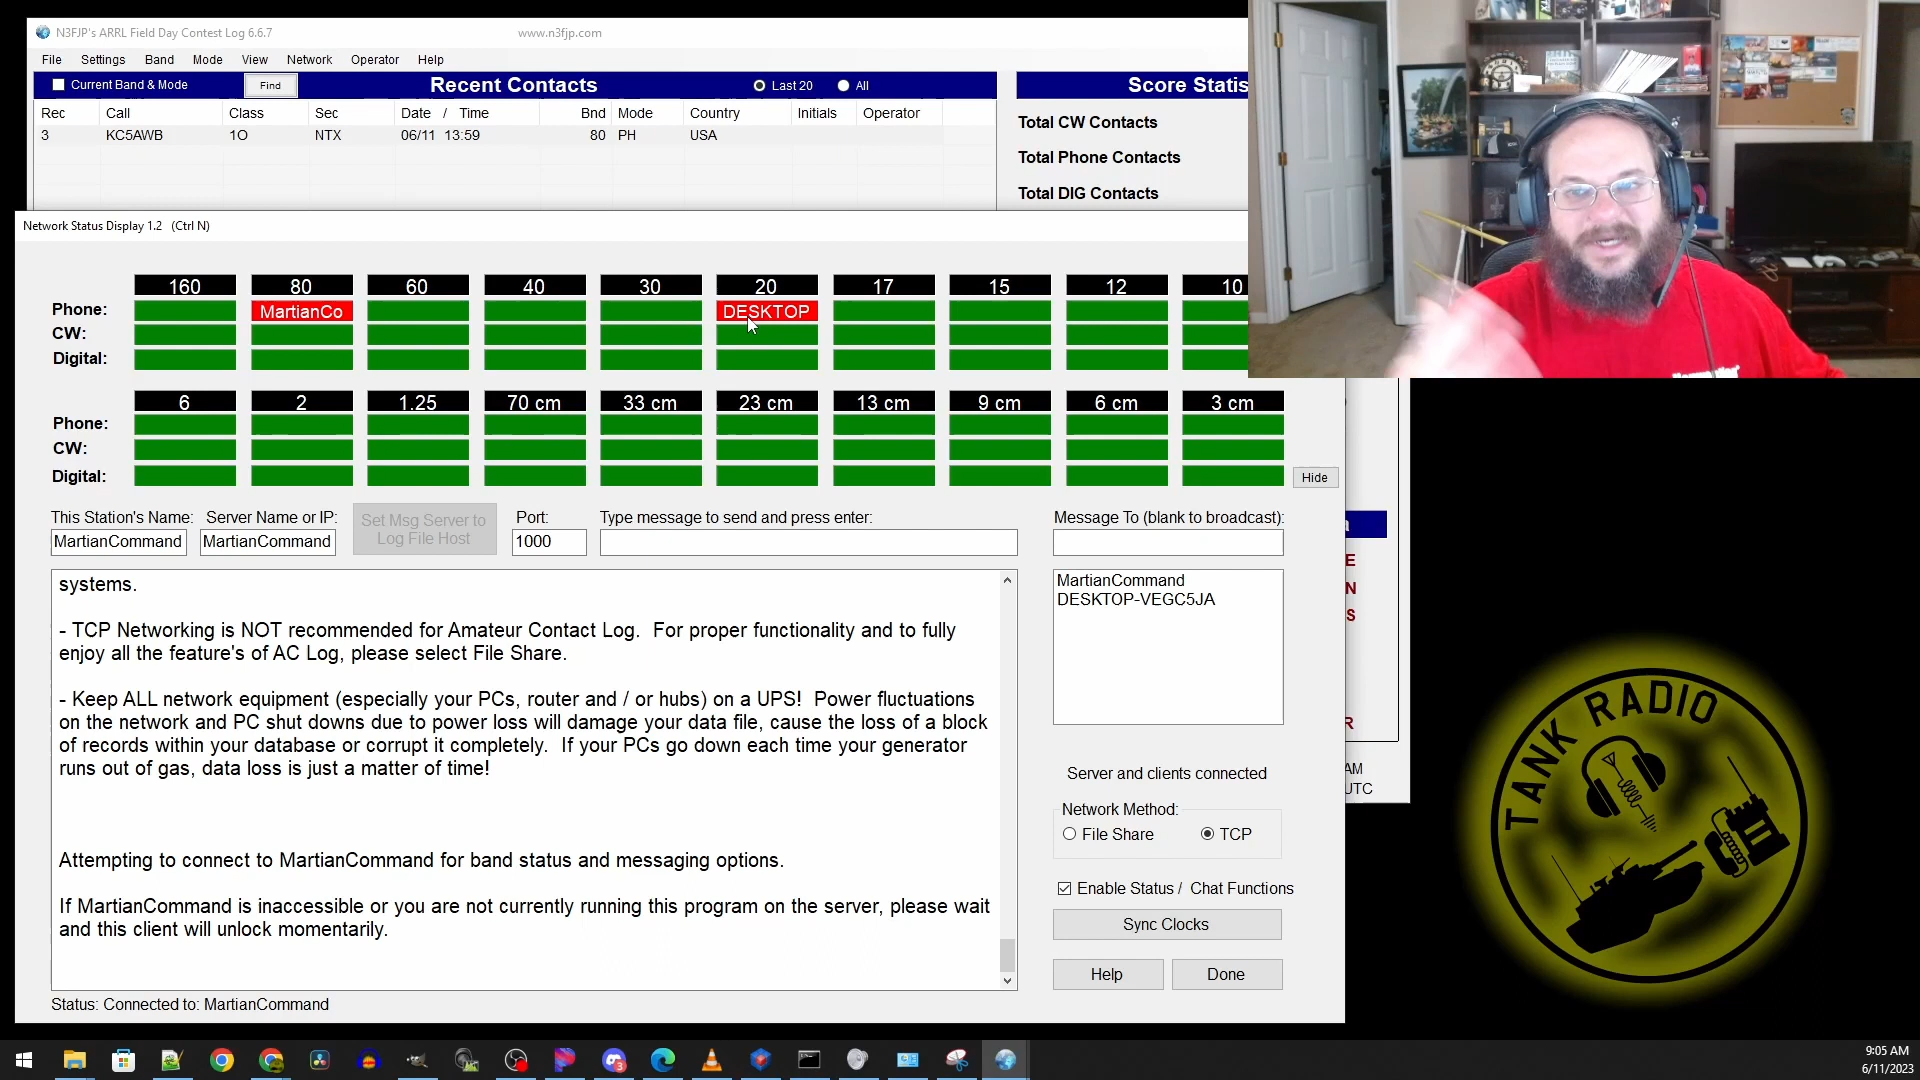 N3FJP's ARRL Field Day Contest Log 6.6.7
www.n3fjp.com
File Settings Band Mode View Network Operator Help
Current Band & Mode Find Recent Contacts Last 20 All Score Statis
Rec Call Class Sec Date / Time Bnd Mode Country Initials Operator
3 KC5AWB 1O NTX 06/11 13:59 80 PH USA
Total CW Contacts
Total Phone Contacts
Total DIG Contacts
Network Status Display 1.2 (Ctrl N)
160 80 60 40 30 20 17 15 12 10
Phone: MartianCo DESKTOP
CW:
Digital:
6 2 1.25 70 cm 33 cm 23 cm 13 cm 9 cm 6 cm 3 cm
Phone:
CW:
Digital:
Hide
This Station's Name: Server Name or IP: Set Msg Server to Log File Host Port: Type message to send and press enter: Message To (blank to broadcast):
MartianCommand MartianCommand 1000
systems.
- TCP Networking is NOT recommended for Amateur Contact Log. For proper functionality and to fully
enjoy all the feature's of AC Log, please select File Share.
- Keep ALL network equipment (especially your PCs, router and / or hubs) on a UPS! Power fluctuations
on the network and PC shut downs due to power loss will damage your data file, cause the loss of a block
of records within your database or corrupt it completely. If your PCs go down each time your generator
runs out of gas, data loss is just a matter of time!
Attempting to connect to MartianCommand for band status and messaging options.
If MartianCommand is inaccessible or you are not currently running this program on the server, please wait
and this client will unlock momentarily.
Status: Connected to: MartianCommand
MartianCommand
DESKTOP-VEGC5JA
Server and clients connected
Network Method:
File Share TCP
Enable Status / Chat Functions
Sync Clocks
Help Done
a
E
N
S
R
AM
UTC
TANK RADIO
9:05 AM
6/11/2023